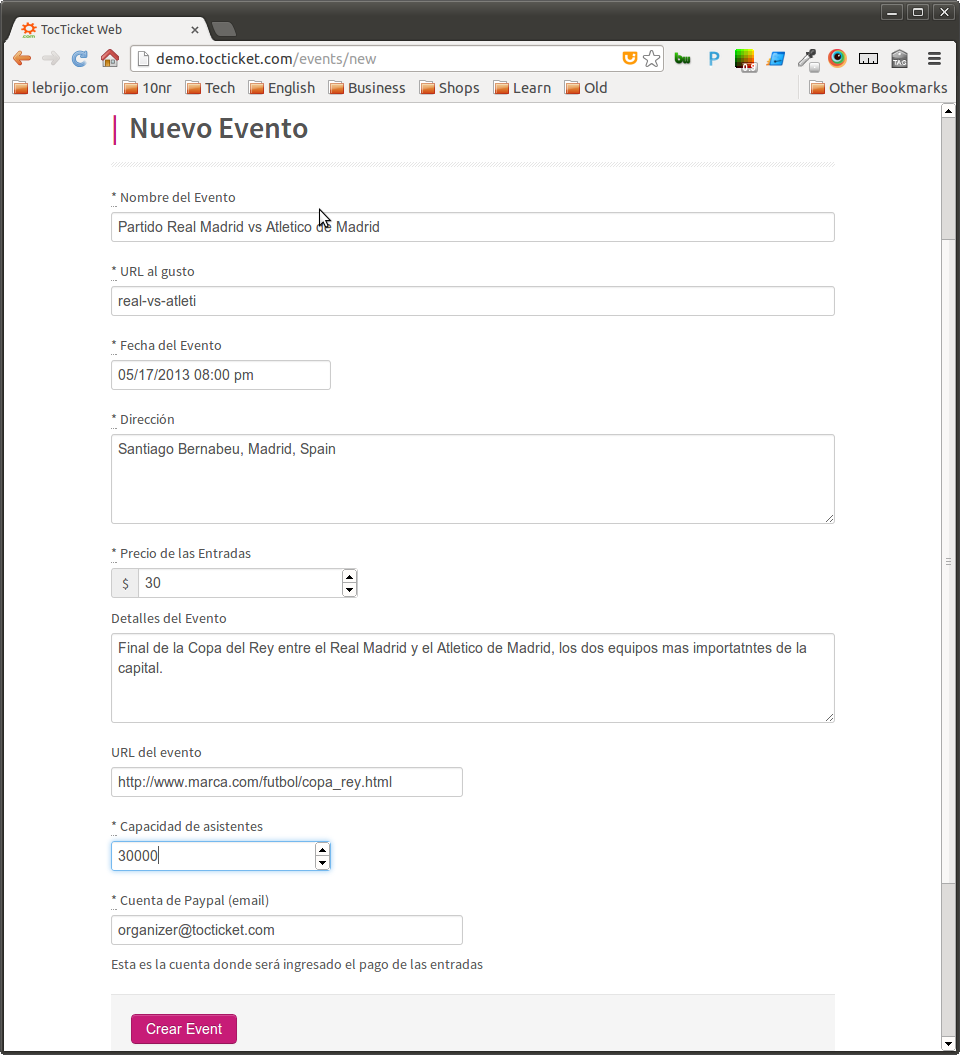 TocTicket Web
demo.tocticket.com/events/new
lebrijo.com 10nr Tech English Business Shops Learn Old Other Bookmarks
Nuevo Evento
* Nombre del Evento
Partido Real Madrid vs Atletico de Madrid
* URL al gusto
real-vs-atleti
* Fecha del Evento
05/17/2013 08:00 pm
* Dirección
Santiago Bernabeu, Madrid, Spain
* Precio de las Entradas
$ 30
Detalles del Evento
Final de la Copa del Rey entre el Real Madrid y el Atletico de Madrid, los dos equipos mas importatntes de la
capital.
URL del evento
http://www.marca.com/futbol/copa_rey.html
* Capacidad de asistentes
30000
* Cuenta de Paypal (email)
organizer@tocticket.com
Esta es la cuenta donde será ingresado el pago de las entradas
Crear Event